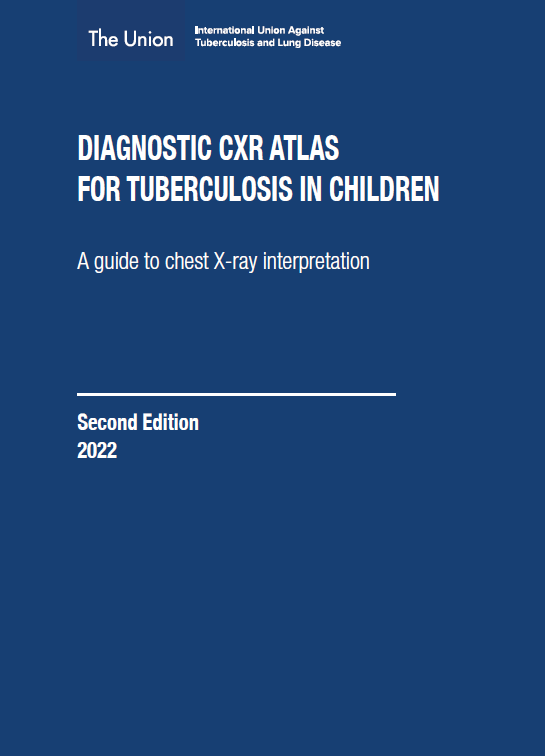 The Union
International Union Against
Tuberculosis and Lung Disease
DIAGNOSTIC CXR ATLAS
FOR TUBERCULOSIS IN CHILDREN
A guide to chest X-ray interpretation
Second Edition
2022